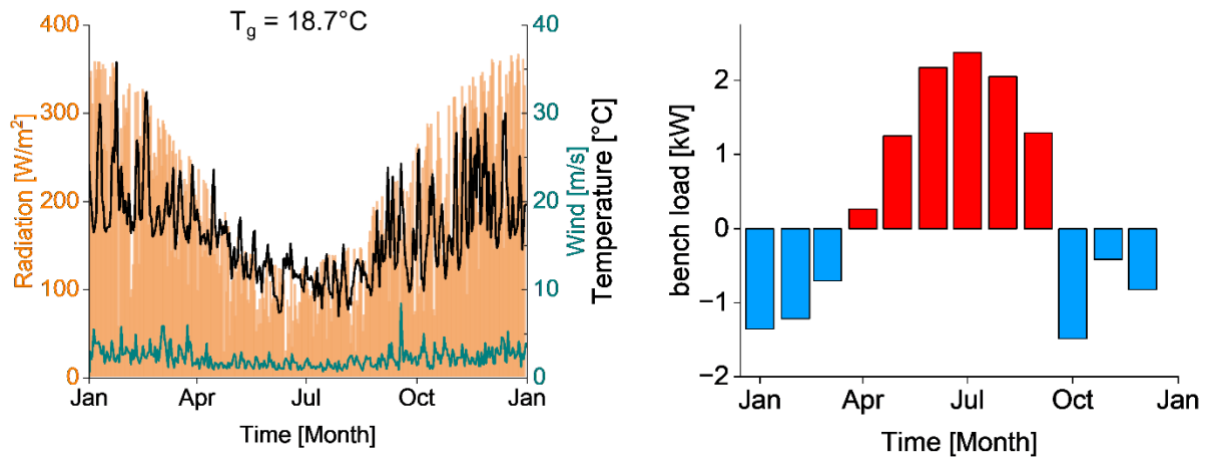 T_g = 18.7°C
Radiation [W/m²]
400
300
200
100
0
Wind [m/s]
Temperature [°C]
40
30
20
10
0
Jan
Apr
Jul
Oct
Jan
Time [Month]
bench load [kW]
2
1
0
−1
−2
Jan
Apr
Jul
Oct
Jan
Time [Month]